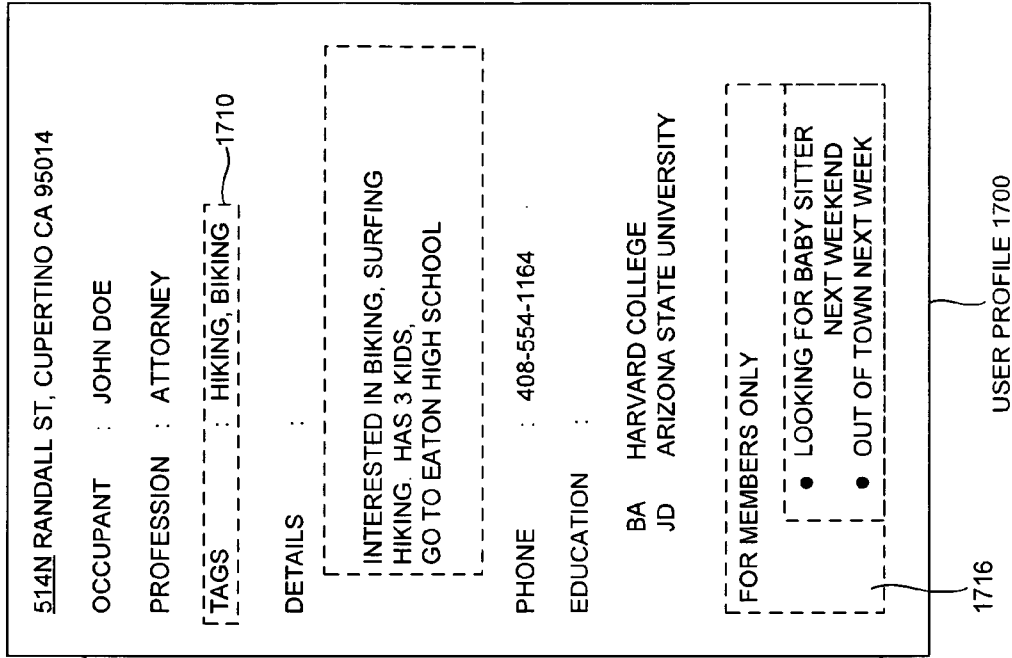 514N RANDALL ST, CUPERTINO CA 95014
OCCUPANT : JOHN DOE
PROFESSION : ATTORNEY
TAGS : HIKING, BIKING
1710
DETAILS :
INTERESTED IN BIKING, SURFING
HIKING. HAS 3 KIDS,
GO TO EATON HIGH SCHOOL
PHONE : 408-554-1164
EDUCATION :
BA HARVARD COLLEGE
JD ARIZONA STATE UNIVERSITY
FOR MEMBERS ONLY
• LOOKING FOR BABY SITTER
NEXT WEEKEND
• OUT OF TOWN NEXT WEEK
1716
USER PROFILE 1700